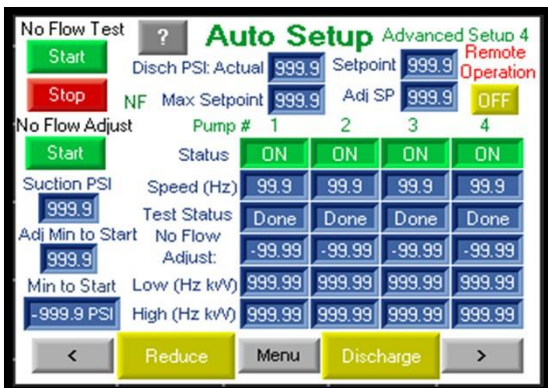 No Flow Test ? Auto Setup Advanced Setup 4
Start Disch PSI: Actual 999.9 Setpoint 999.9 Remote Operation
Stop NF Max Setpoint 999.9 Adj SP 999.9 OFF
No Flow Adjust Pump # 1 2 3 4
Start Status ON ON ON ON
Suction PSI Speed (Hz) 99.9 99.9 99.9 99.9
999.9 Test Status Done Done Done Done
Adj Min to Start No Flow Adjust: -99.99 -99.99 -99.99 -99.99
999.9 Low (Hz kW) 999.99 999.99 999.99 999.99
Min to Start High (Hz kW) 999.99 999.99 999.99 999.99
-999.9 PSI
< Reduce Menu Discharge >